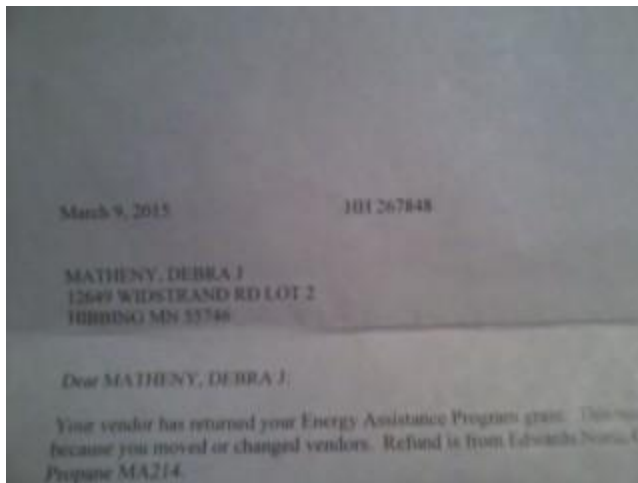 March 9, 2015 HH 267848
MATHENY, DEBRA J
12649 WIDSTRAND RD LOT 2
HIBBING MN 55746
Dear MATHENY, DEBRA J:
Your vendor has returned your Energy Assistance Program grant.
because you moved or changed vendors. Refund is from Edwards
Propane MA214.